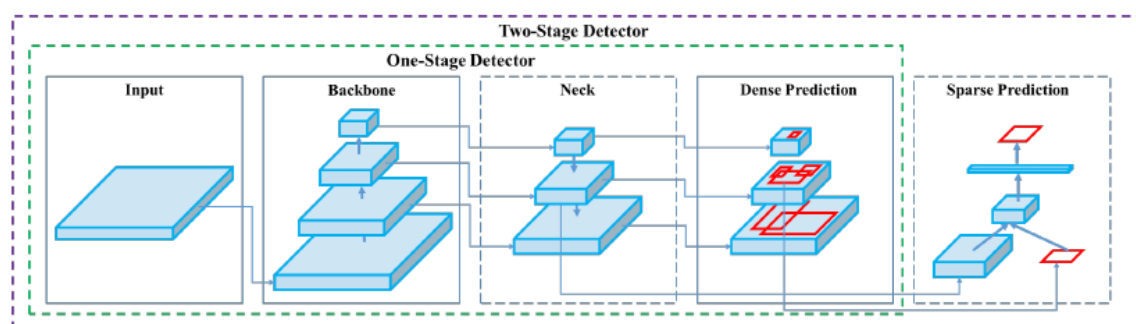 Two-Stage Detector
One-Stage Detector
Input
Backbone
Neck
Dense Prediction
Sparse Prediction